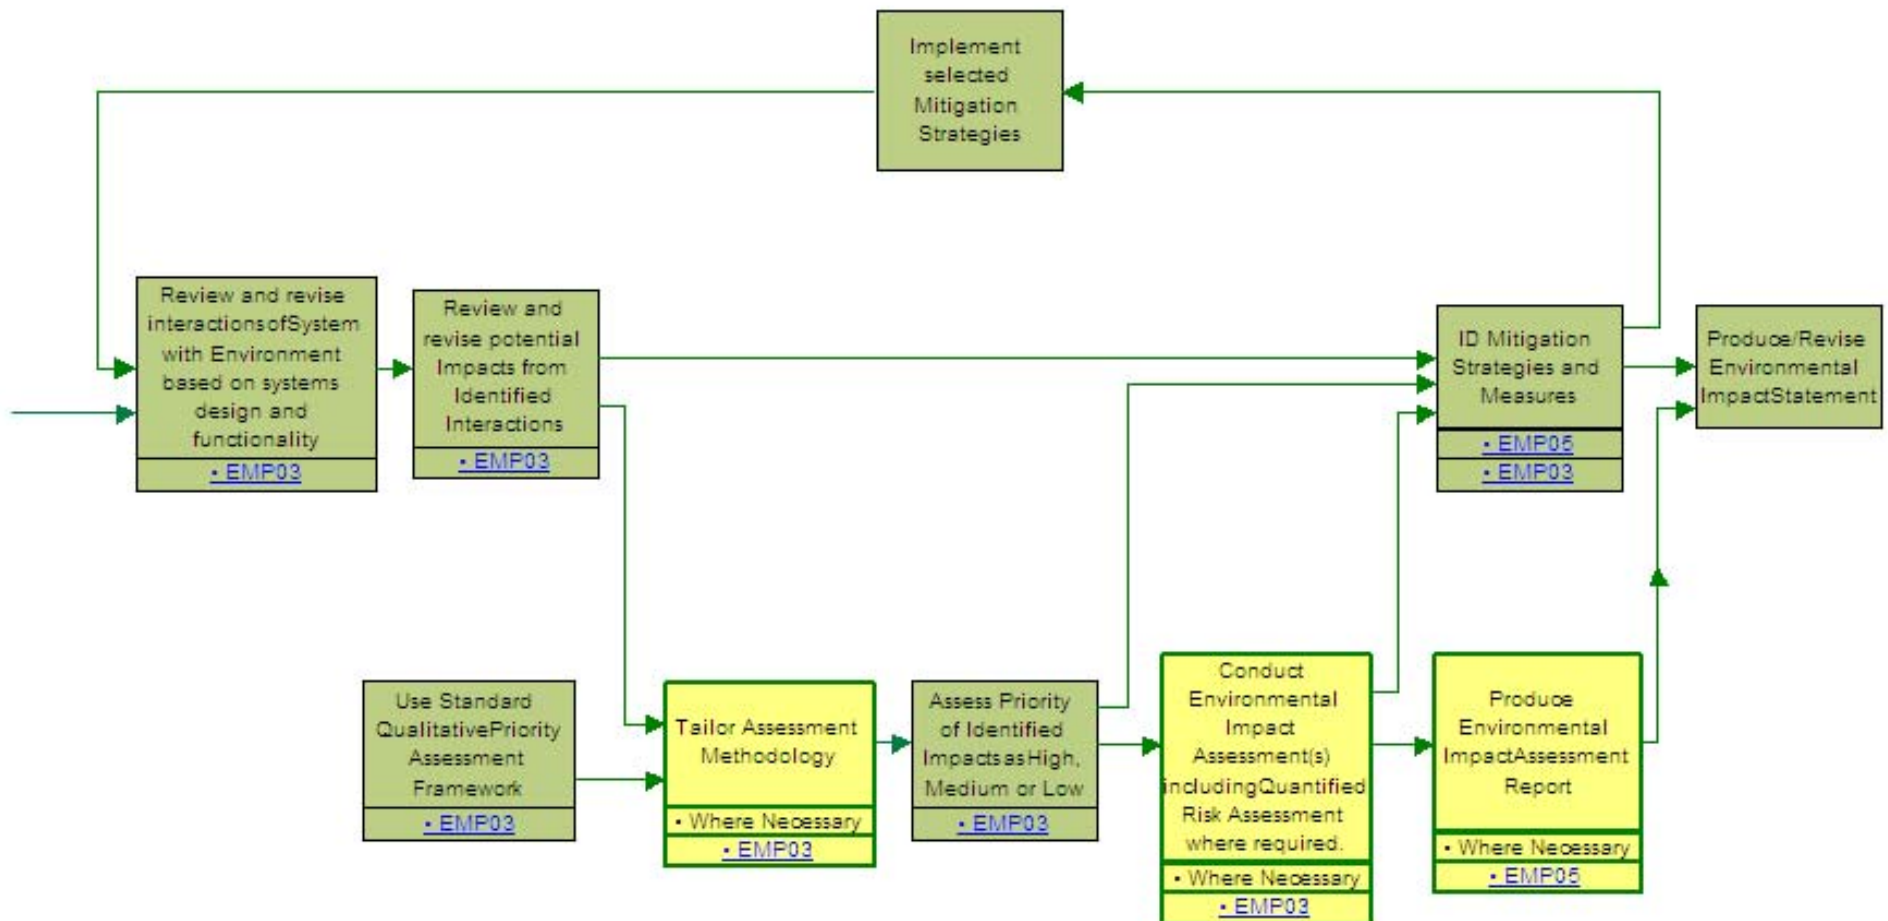 Implement
selected
Mitigation
Strategies
Review and revise
interactionsofSystem
with Environment
based on systems
design and
functionality
• EMP03
Review and
revise potential
Impacts from
Identified
Interactions
• EMP03
ID Mitigation
Strategies and
Measures
• EMP05
• EMP03
Produce/Revise
Environmental
ImpactStatement
Use Standard
QualitativePriority
Assessment
Framework
• EMP03
Tailor Assessment
Methodology
• Where Necessary
• EMP03
Assess Priority
of Identified
ImpactsasHigh,
Medium or Low
• EMP03
Conduct
Environmental
Impact
Assessment(s)
includingQuantified
Risk Assessment
where required.
• Where Necessary
• EMP03
Produce
Environmental
ImpactAssessment
Report
• Where Necessary
• EMP05